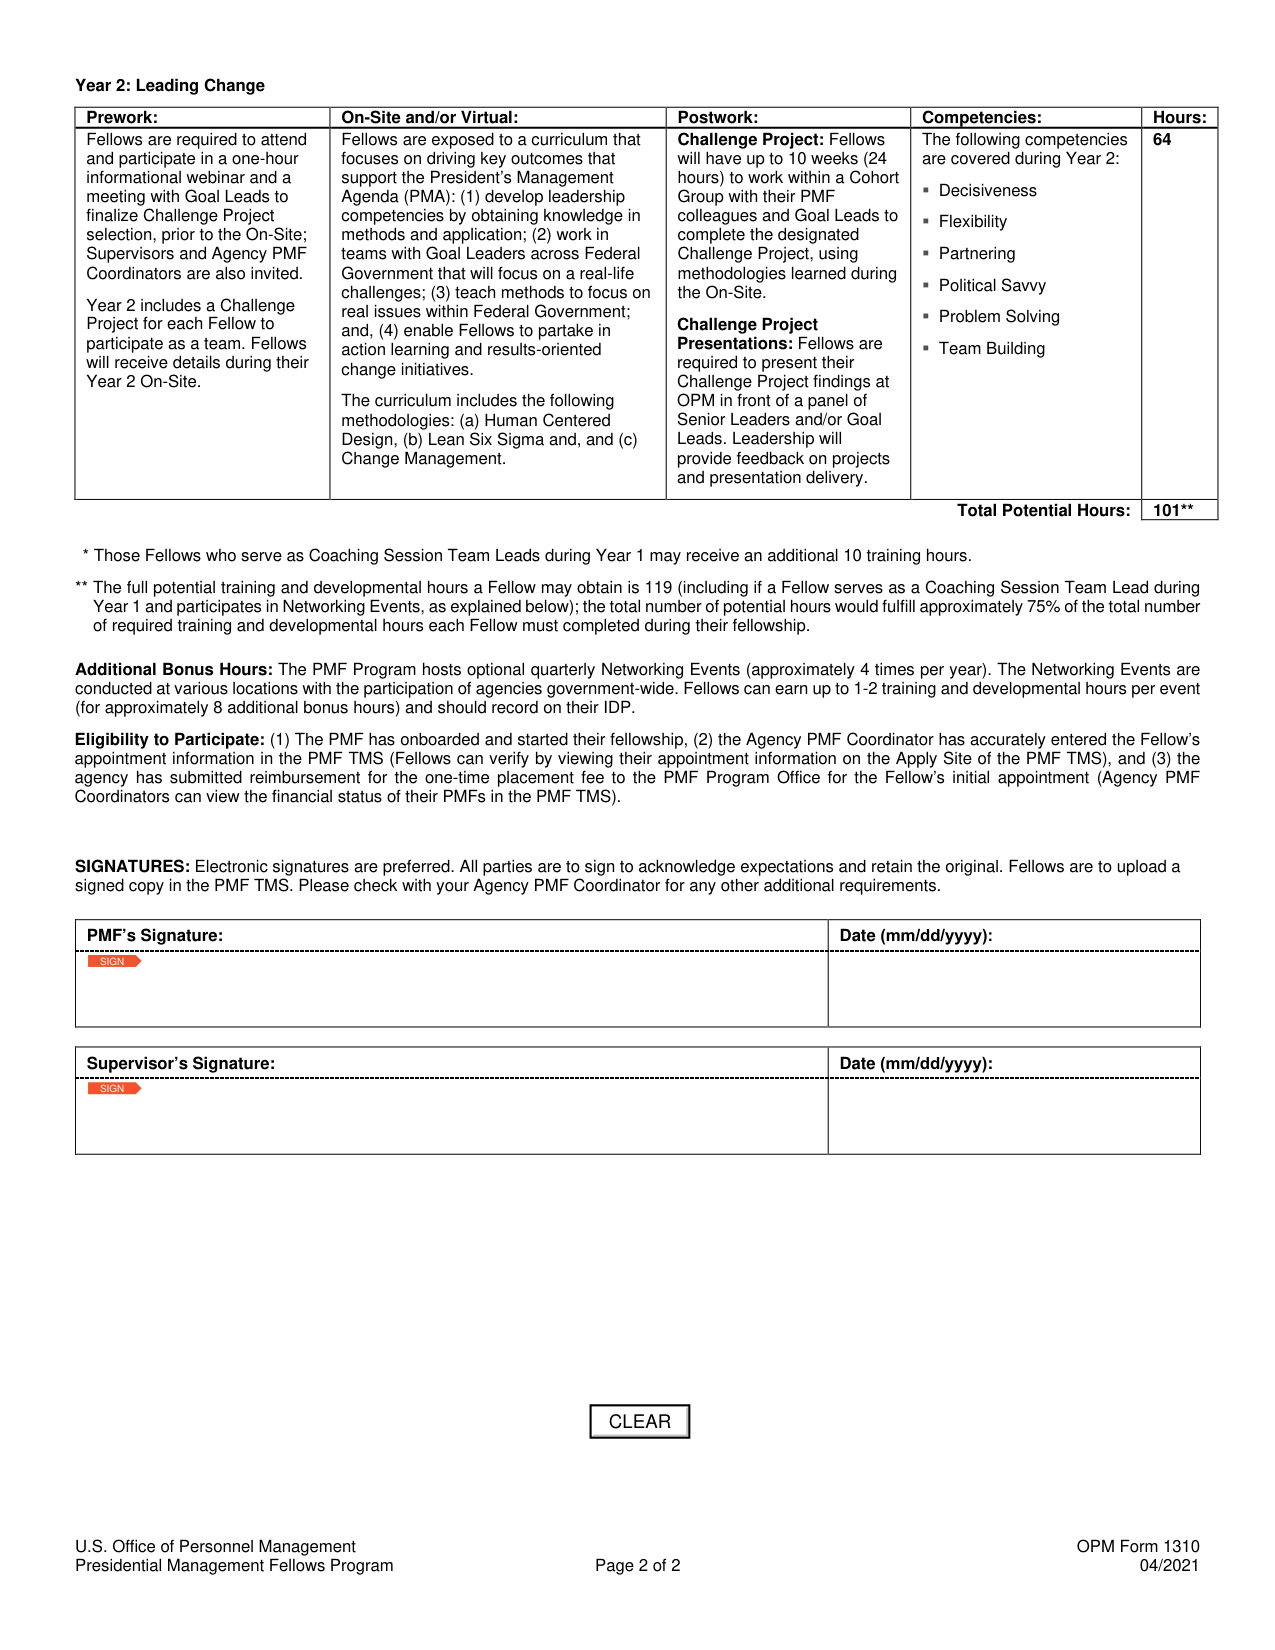 Year 2: Leading Change
Prework:
Fellows are required to attend
and participate in a one-hour
informational webinar and a
meeting with Goal Leads to
finalize Challenge Project
selection, prior to the On-Site;
Supervisors and Agency PMF
Coordinators are also invited.
Year 2 includes a Challenge
Project for each Fellow to
participate as a team. Fellows
will receive details during their
Year 2 On-Site.
On-Site and/or Virtual:
Fellows are exposed to a curriculum that
focuses on driving key outcomes that
support the President’s Management
Agenda (PMA): (1) develop leadership
competencies by obtaining knowledge in
methods and application; (2) work in
teams with Goal Leaders across Federal
Government that will focus on a real-life
challenges; (3) teach methods to focus on
real issues within Federal Government;
and, (4) enable Fellows to partake in
action learning and results-oriented
change initiatives.
The curriculum includes the following
methodologies: (a) Human Centered
Design, (b) Lean Six Sigma and, and (c)
Change Management.
Postwork:
Challenge Project: Fellows
will have up to 10 weeks (24
hours) to work within a Cohort
Group with their PMF
colleagues and Goal Leads to
complete the designated
Challenge Project, using
methodologies learned during
the On-Site.
Challenge Project
Presentations: Fellows are
required to present their
Challenge Project findings at
OPM in front of a panel of
Senior Leaders and/or Goal
Leads. Leadership will
provide feedback on projects
and presentation delivery.
Competencies:
The following competencies
are covered during Year 2:
▪ Decisiveness
▪ Flexibility
▪ Partnering
▪ Political Savvy
▪ Problem Solving
▪ Team Building
Hours:
64
Total Potential Hours: 101**
* Those Fellows who serve as Coaching Session Team Leads during Year 1 may receive an additional 10 training hours.
** The full potential training and developmental hours a Fellow may obtain is 119 (including if a Fellow serves as a Coaching Session Team Lead during
Year 1 and participates in Networking Events, as explained below); the total number of potential hours would fulfill approximately 75% of the total number
of required training and developmental hours each Fellow must completed during their fellowship.
Additional Bonus Hours: The PMF Program hosts optional quarterly Networking Events (approximately 4 times per year). The Networking Events are
conducted at various locations with the participation of agencies government-wide. Fellows can earn up to 1-2 training and developmental hours per event
(for approximately 8 additional bonus hours) and should record on their IDP.
Eligibility to Participate: (1) The PMF has onboarded and started their fellowship, (2) the Agency PMF Coordinator has accurately entered the Fellow’s
appointment information in the PMF TMS (Fellows can verify by viewing their appointment information on the Apply Site of the PMF TMS), and (3) the
agency has submitted reimbursement for the one-time placement fee to the PMF Program Office for the Fellow’s initial appointment (Agency PMF
Coordinators can view the financial status of their PMFs in the PMF TMS).
SIGNATURES: Electronic signatures are preferred. All parties are to sign to acknowledge expectations and retain the original. Fellows are to upload a
signed copy in the PMF TMS. Please check with your Agency PMF Coordinator for any other additional requirements.
PMF’s Signature:
Date (mm/dd/yyyy):
SIGN
Supervisor’s Signature:
Date (mm/dd/yyyy):
SIGN
CLEAR
U.S. Office of Personnel Management
Presidential Management Fellows Program
Page 2 of 2
OPM Form 1310
04/2021